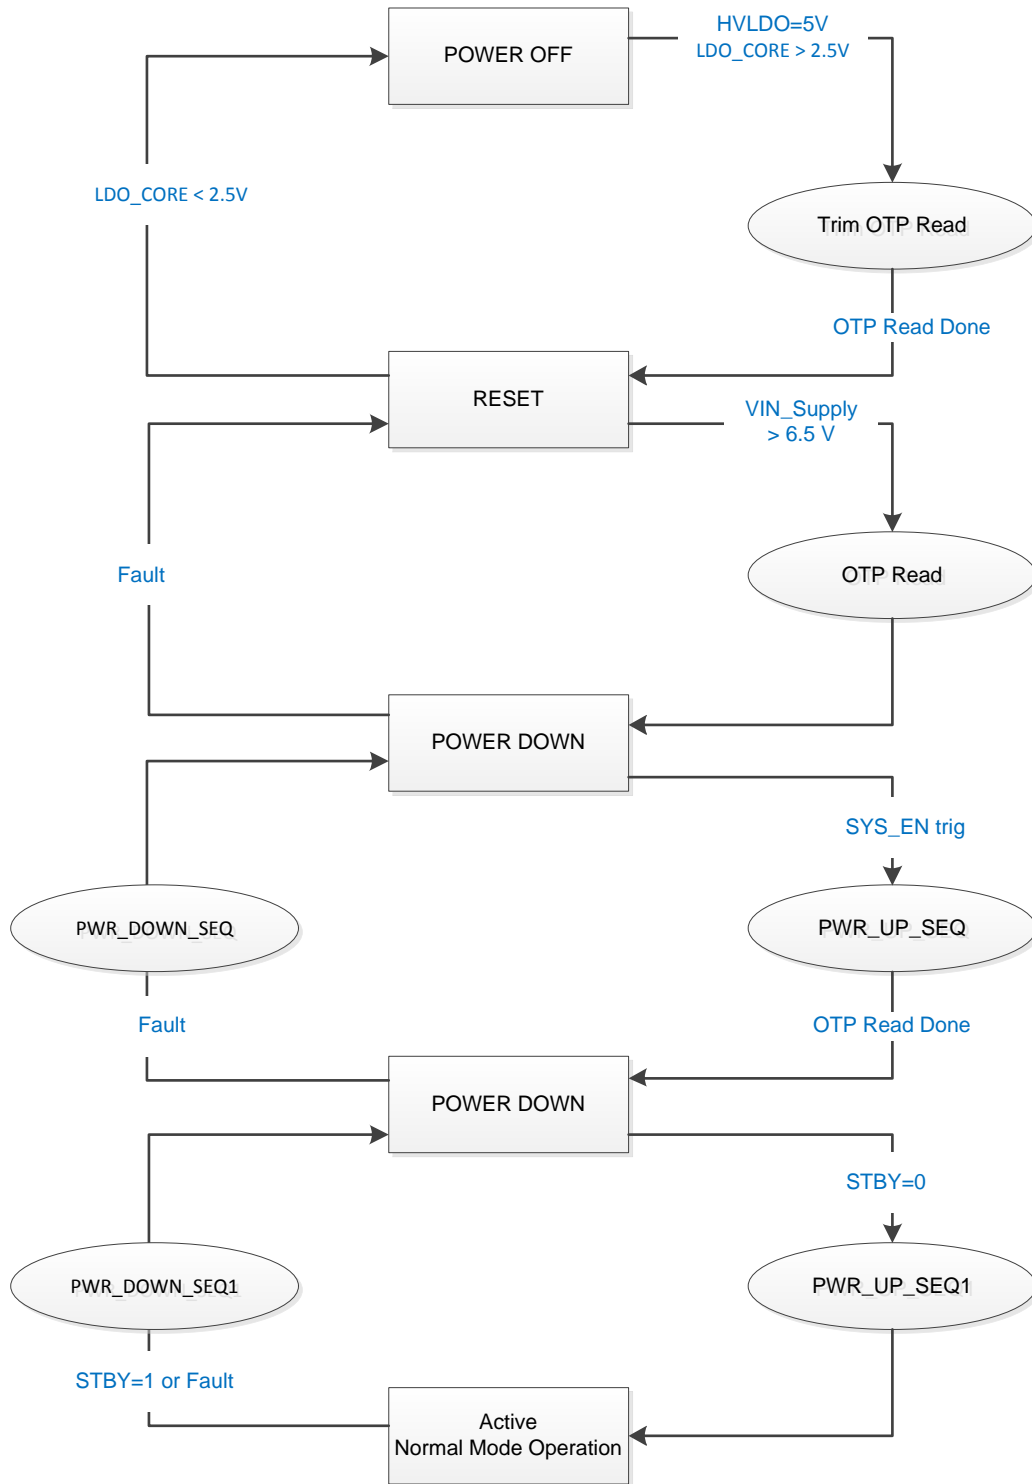 POWER OFF
HVLDO=5V
LDO_CORE > 2.5V
LDO_CORE < 2.5V
Trim OTP Read
OTP Read Done
RESET
VIN_Supply
> 6.5 V
Fault
OTP Read
POWER DOWN
SYS_EN trig
PWR_DOWN_SEQ
PWR_UP_SEQ
Fault
OTP Read Done
POWER DOWN
STBY=0
PWR_DOWN_SEQ1
PWR_UP_SEQ1
STBY=1 or Fault
Active
Normal Mode Operation